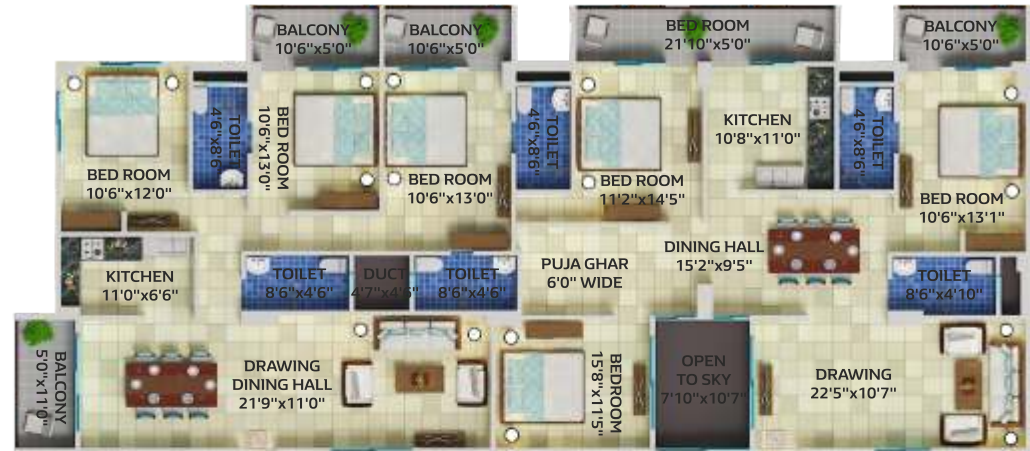 BALCONY
10'6"x5'0"
BALCONY
10'6"x5'0"
BED ROOM
21'10"x5'0"
BALCONY
10'6"x5'0"
BED ROOM
10'6"x12'0"
TOILET
4'6"x8'6"
BED ROOM
10'6"x13'0"
BED ROOM
10'6"x13'0"
TOILET
4'6"x8'6"
BED ROOM
11'2"x14'5"
KITCHEN
10'8"x11'0"
TOILET
4'6"x8'6"
BED ROOM
10'6"x13'1"
KITCHEN
11'0"x6'6"
TOILET
8'6"x4'6"
DUCT
4'7"x4'6"
TOILET
8'6"x4'6"
PUJA GHAR
6'0" WIDE
DINING HALL
15'2"x9'5"
TOILET
8'6"x4'10"
BALCONY
5'0"x11'0"
DRAWING
DINING HALL
21'9"x11'0"
BEDROOM
15'8"x11'5"
OPEN
TO SKY
7'10"x10'7"
DRAWING
22'5"x10'7"